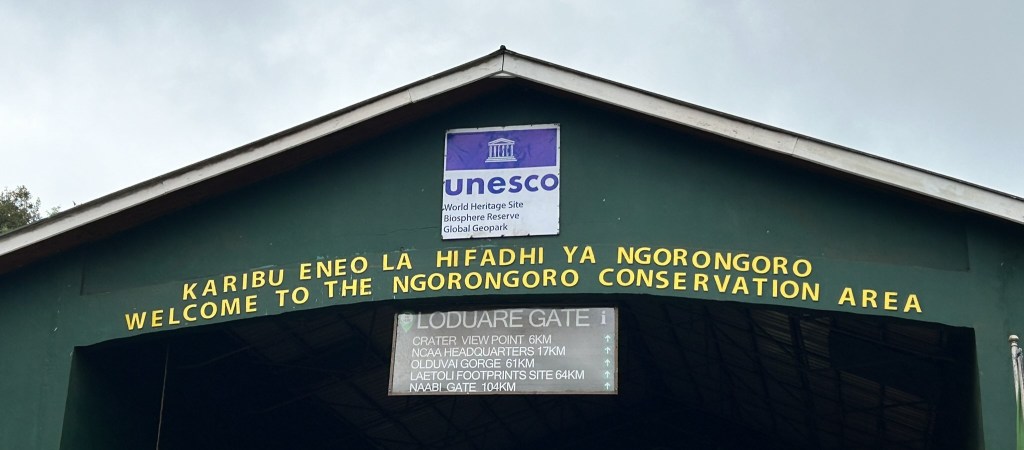 unesco
World Heritage Site
Biosphere Reserve
Global Geopark
KARIBU ENEO LA HIFADHI YA NGORONGORO
WELCOME TO THE NGORONGORO CONSERVATION AREA
LODUARE GATE i
CRATER VIEW POINT 6KM ↑
NCAA HEADQUARTERS 17KM ↑
OLDUVAI GORGE 61KM ↑
LAETOLI FOOTPRINTS SITE 64KM ↑
NAABI GATE 104KM ↑